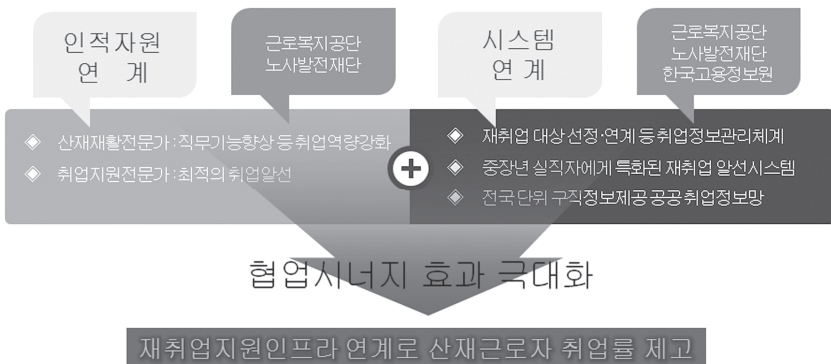 인적자원
연 계
근로복지공단
노사발전재단
시스템
연 계
근로복지공단
노사발전재단
한국고용정보원
◈ 산재재활전문가 : 직무기능향상 등 취업역량강화
◈ 취업지원전문가 : 최적의 취업알선
◈ 재취업 대상 선정·연계 등 취업정보관리체계
◈ 중장년 실직자에게 특화된 재취업 알선시스템
◈ 전국 단위 구직정보제공 공공 취업정보망
협업시너지 효과 극대화
재취업지원인프라 연계로 산재근로자 취업률 제고